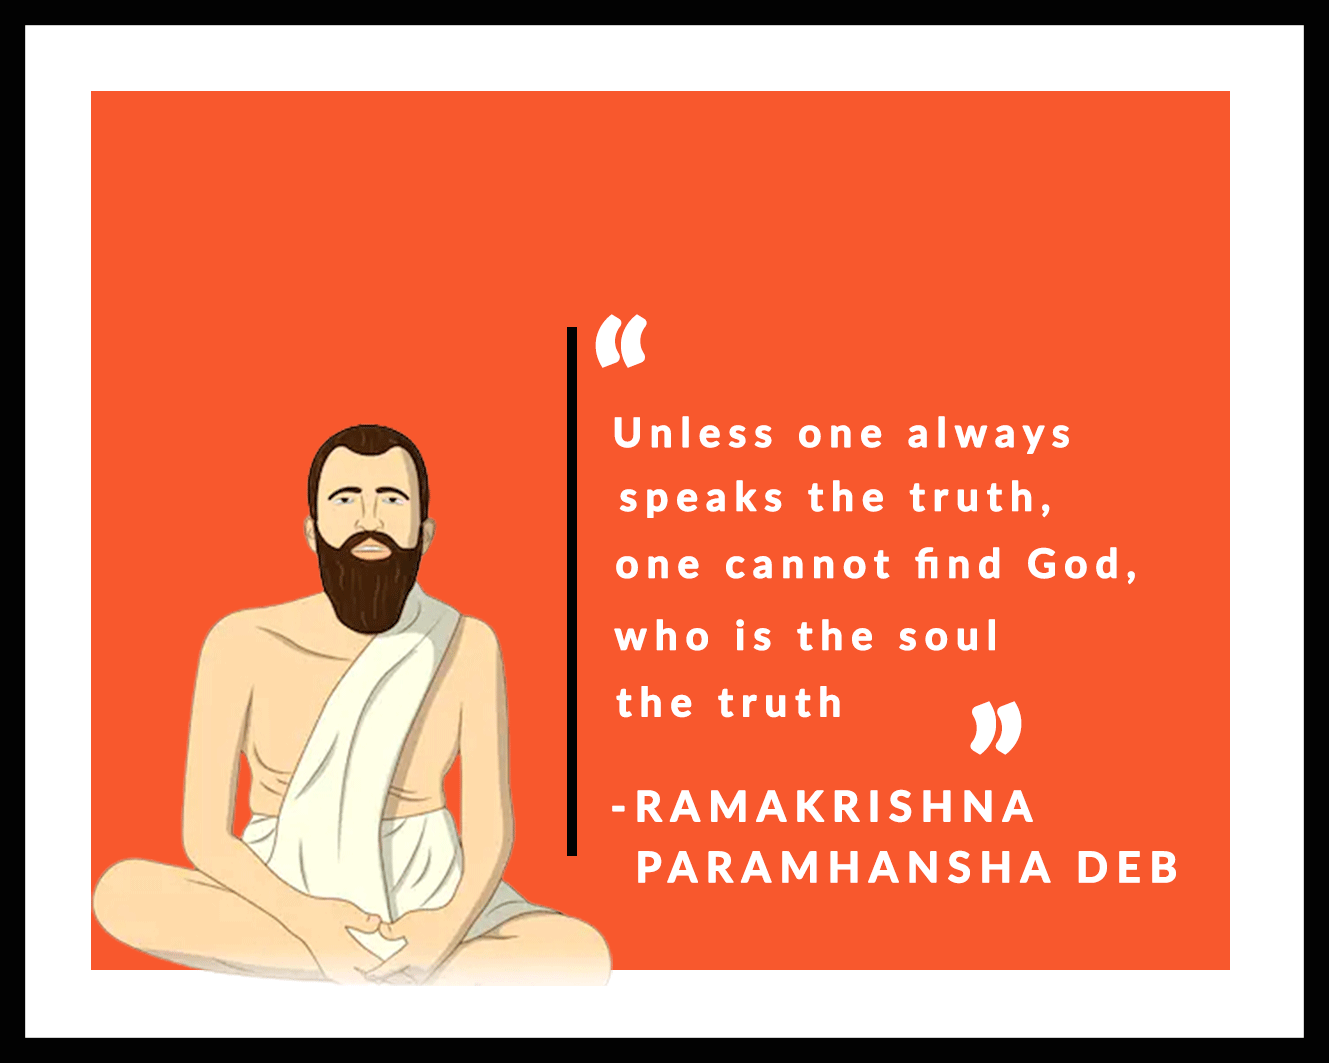 “
Unless one always
speaks the truth,
one cannot find God,
who is the soul
the truth
”
-RAMAKRISHNA
PARAMHANSHA DEB